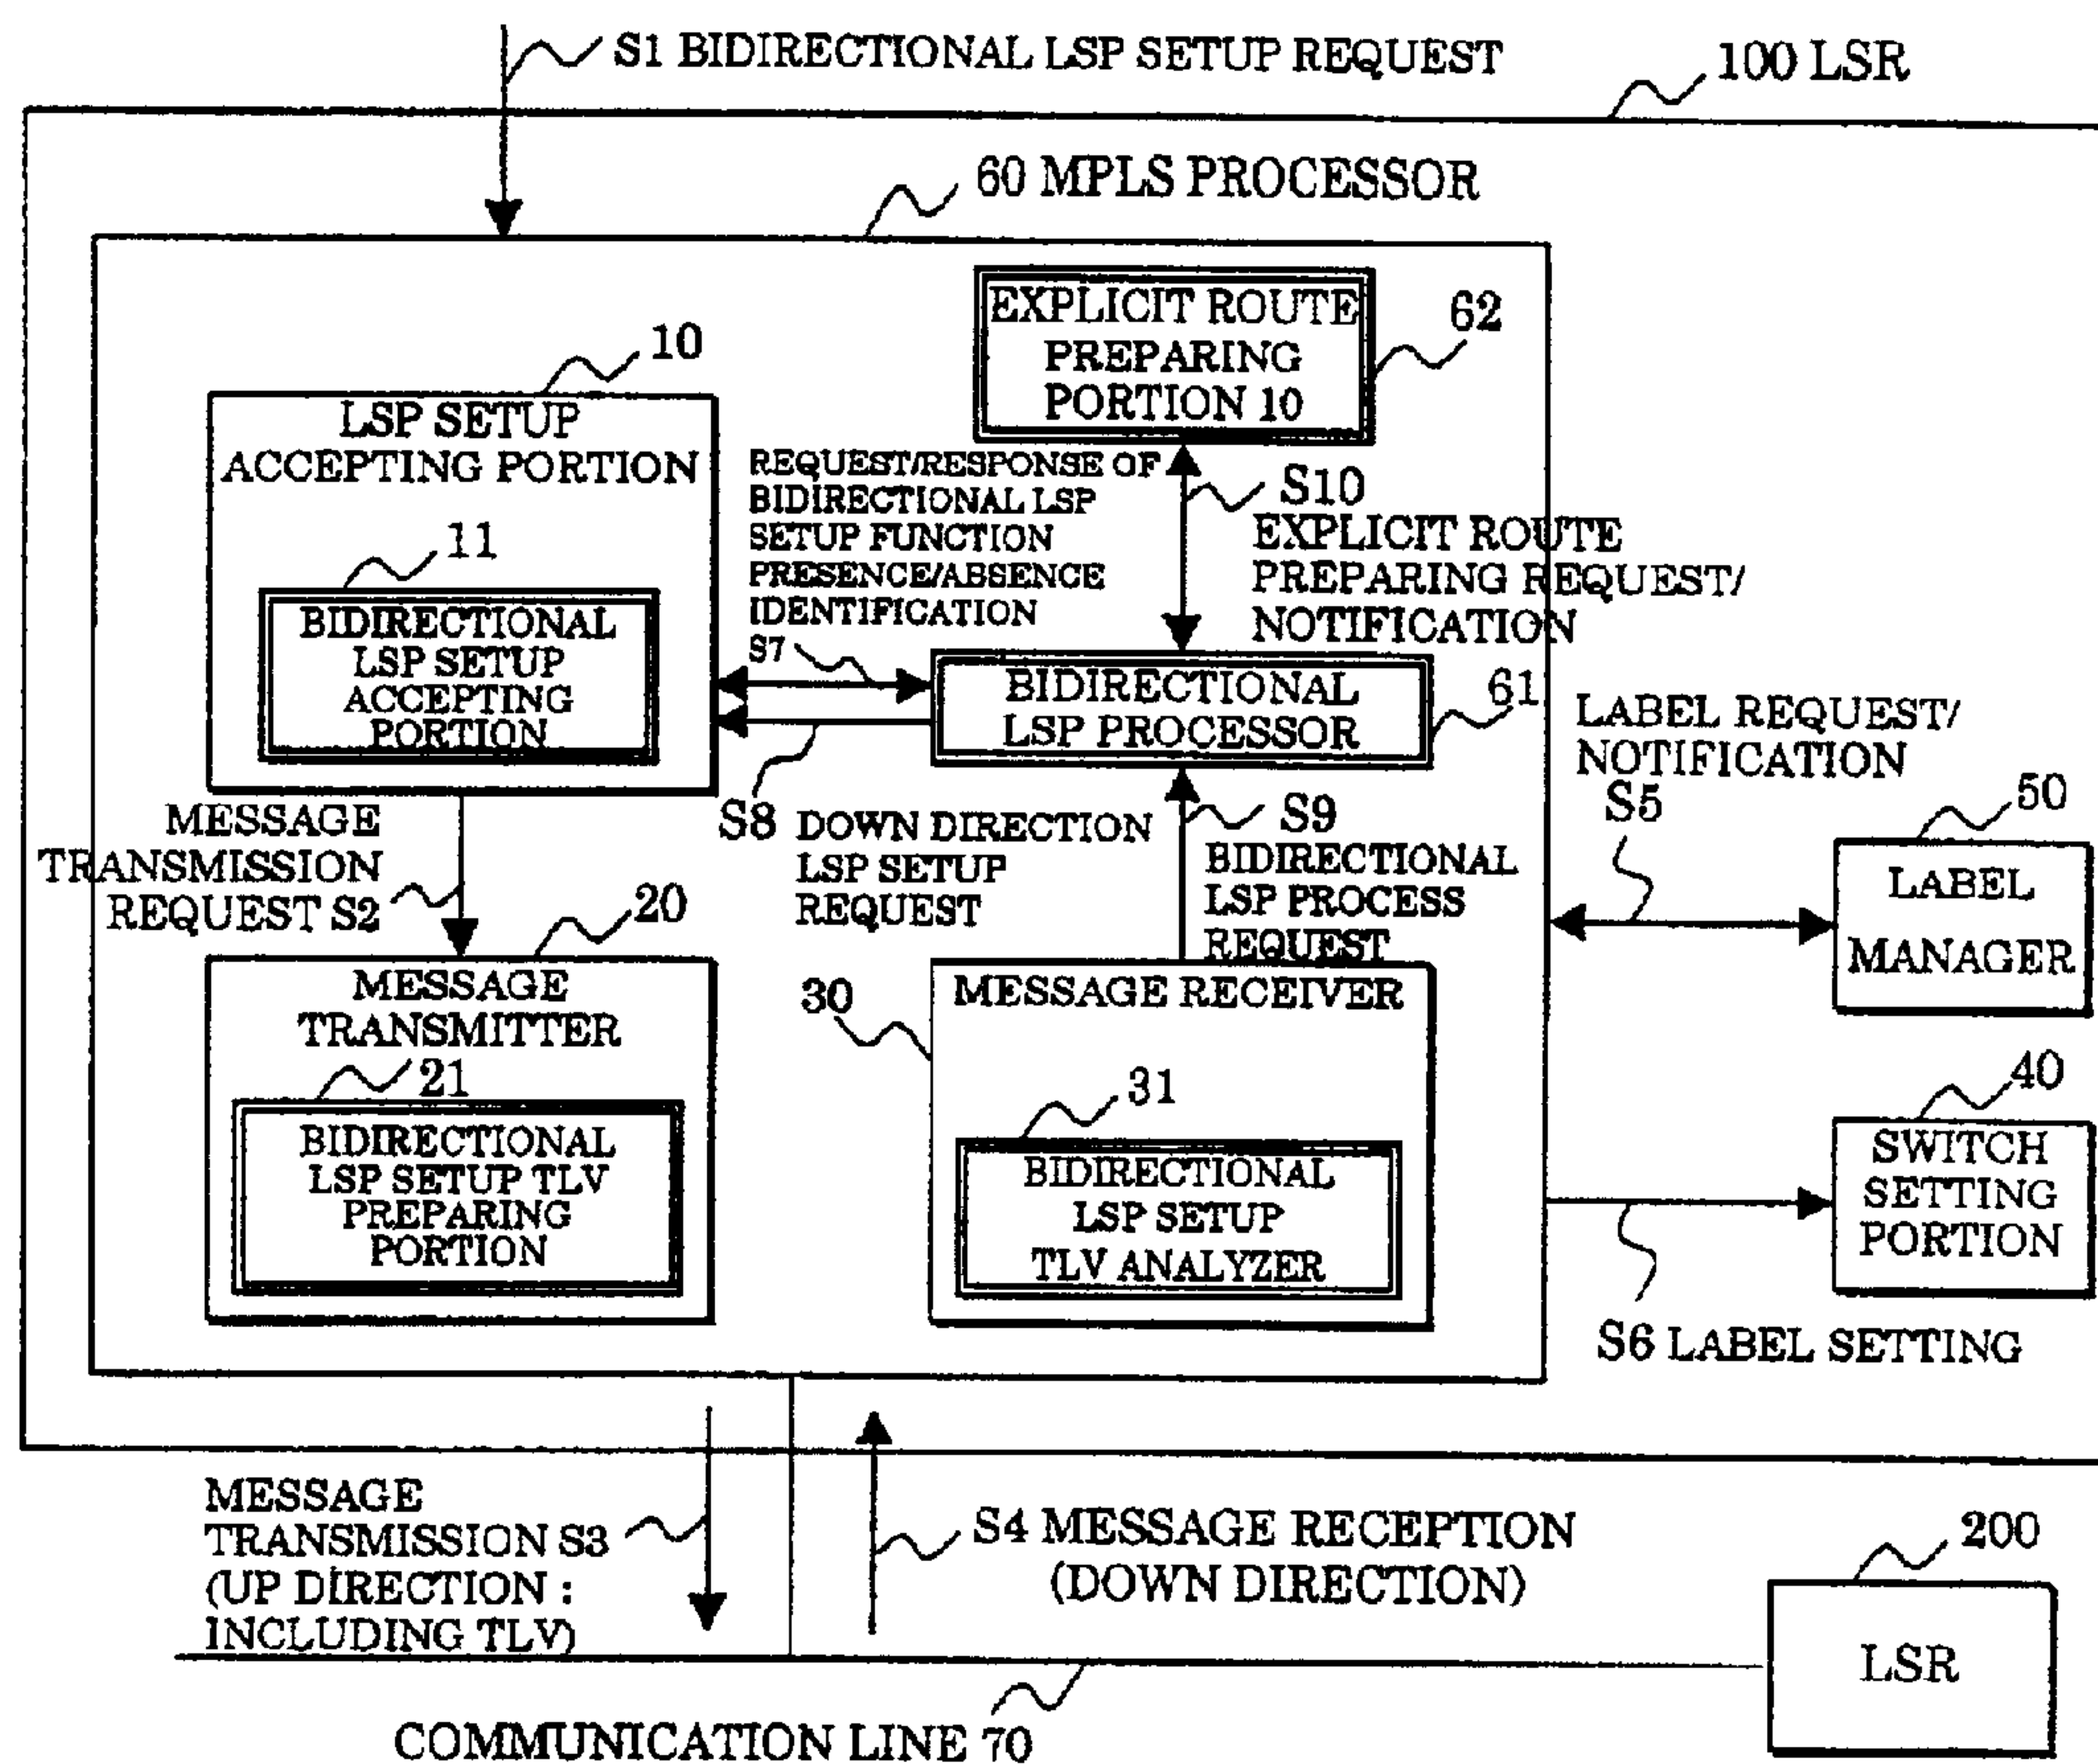 S1 BIDIRECTIONAL LSP SETUP REQUEST
100 LSR
60 MPLS PROCESSOR
EXPLICIT ROUTE
PREPARING
PORTION 10
62
10
LSP SETUP
ACCEPTING PORTION
11
BIDIRECTIONAL
LSP SETUP
ACCEPTING
PORTION
REQUEST/RESPONSE OF
BIDIRECTIONAL LSP
SETUP FUNCTION
PRESENCE/ABSENCE
IDENTIFICATION
S7
S10
EXPLICIT ROUTE
PREPARING REQUEST/
NOTIFICATION
BIDIRECTIONAL
LSP PROCESSOR
61
LABEL REQUEST/
NOTIFICATION
S5
50
LABEL
MANAGER
MESSAGE
TRANSMISSION
REQUEST S2
S8 DOWN DIRECTION
LSP SETUP
REQUEST
S9
BIDIRECTIONAL
LSP PROCESS
REQUEST
20
MESSAGE
TRANSMITTER
21
BIDIRECTIONAL
LSP SETUP TLV
PREPARING
PORTION
30
MESSAGE RECEIVER
31
BIDIRECTIONAL
LSP SETUP
TLV ANALYZER
40
SWITCH
SETTING
PORTION
S6 LABEL SETTING
MESSAGE
TRANSMISSION S3
(UP DIRECTION :
INCLUDING TLV)
S4 MESSAGE RECEPTION
(DOWN DIRECTION)
200
LSR
COMMUNICATION LINE 70